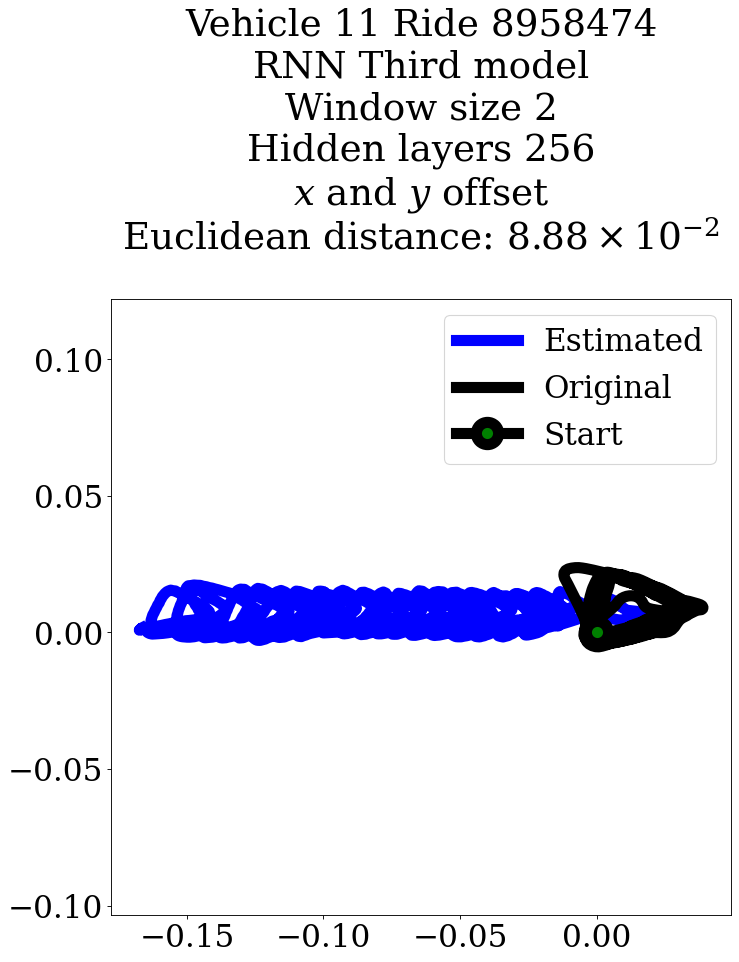 Vehicle 11 Ride 8958474
RNN Third model
Window size 2
Hidden layers 256
x and y offset
Euclidean distance: 8.88 × 10⁻²
Estimated
Original
Start
0.10
0.05
0.00
−0.05
−0.10
−0.15
−0.10
−0.05
0.00